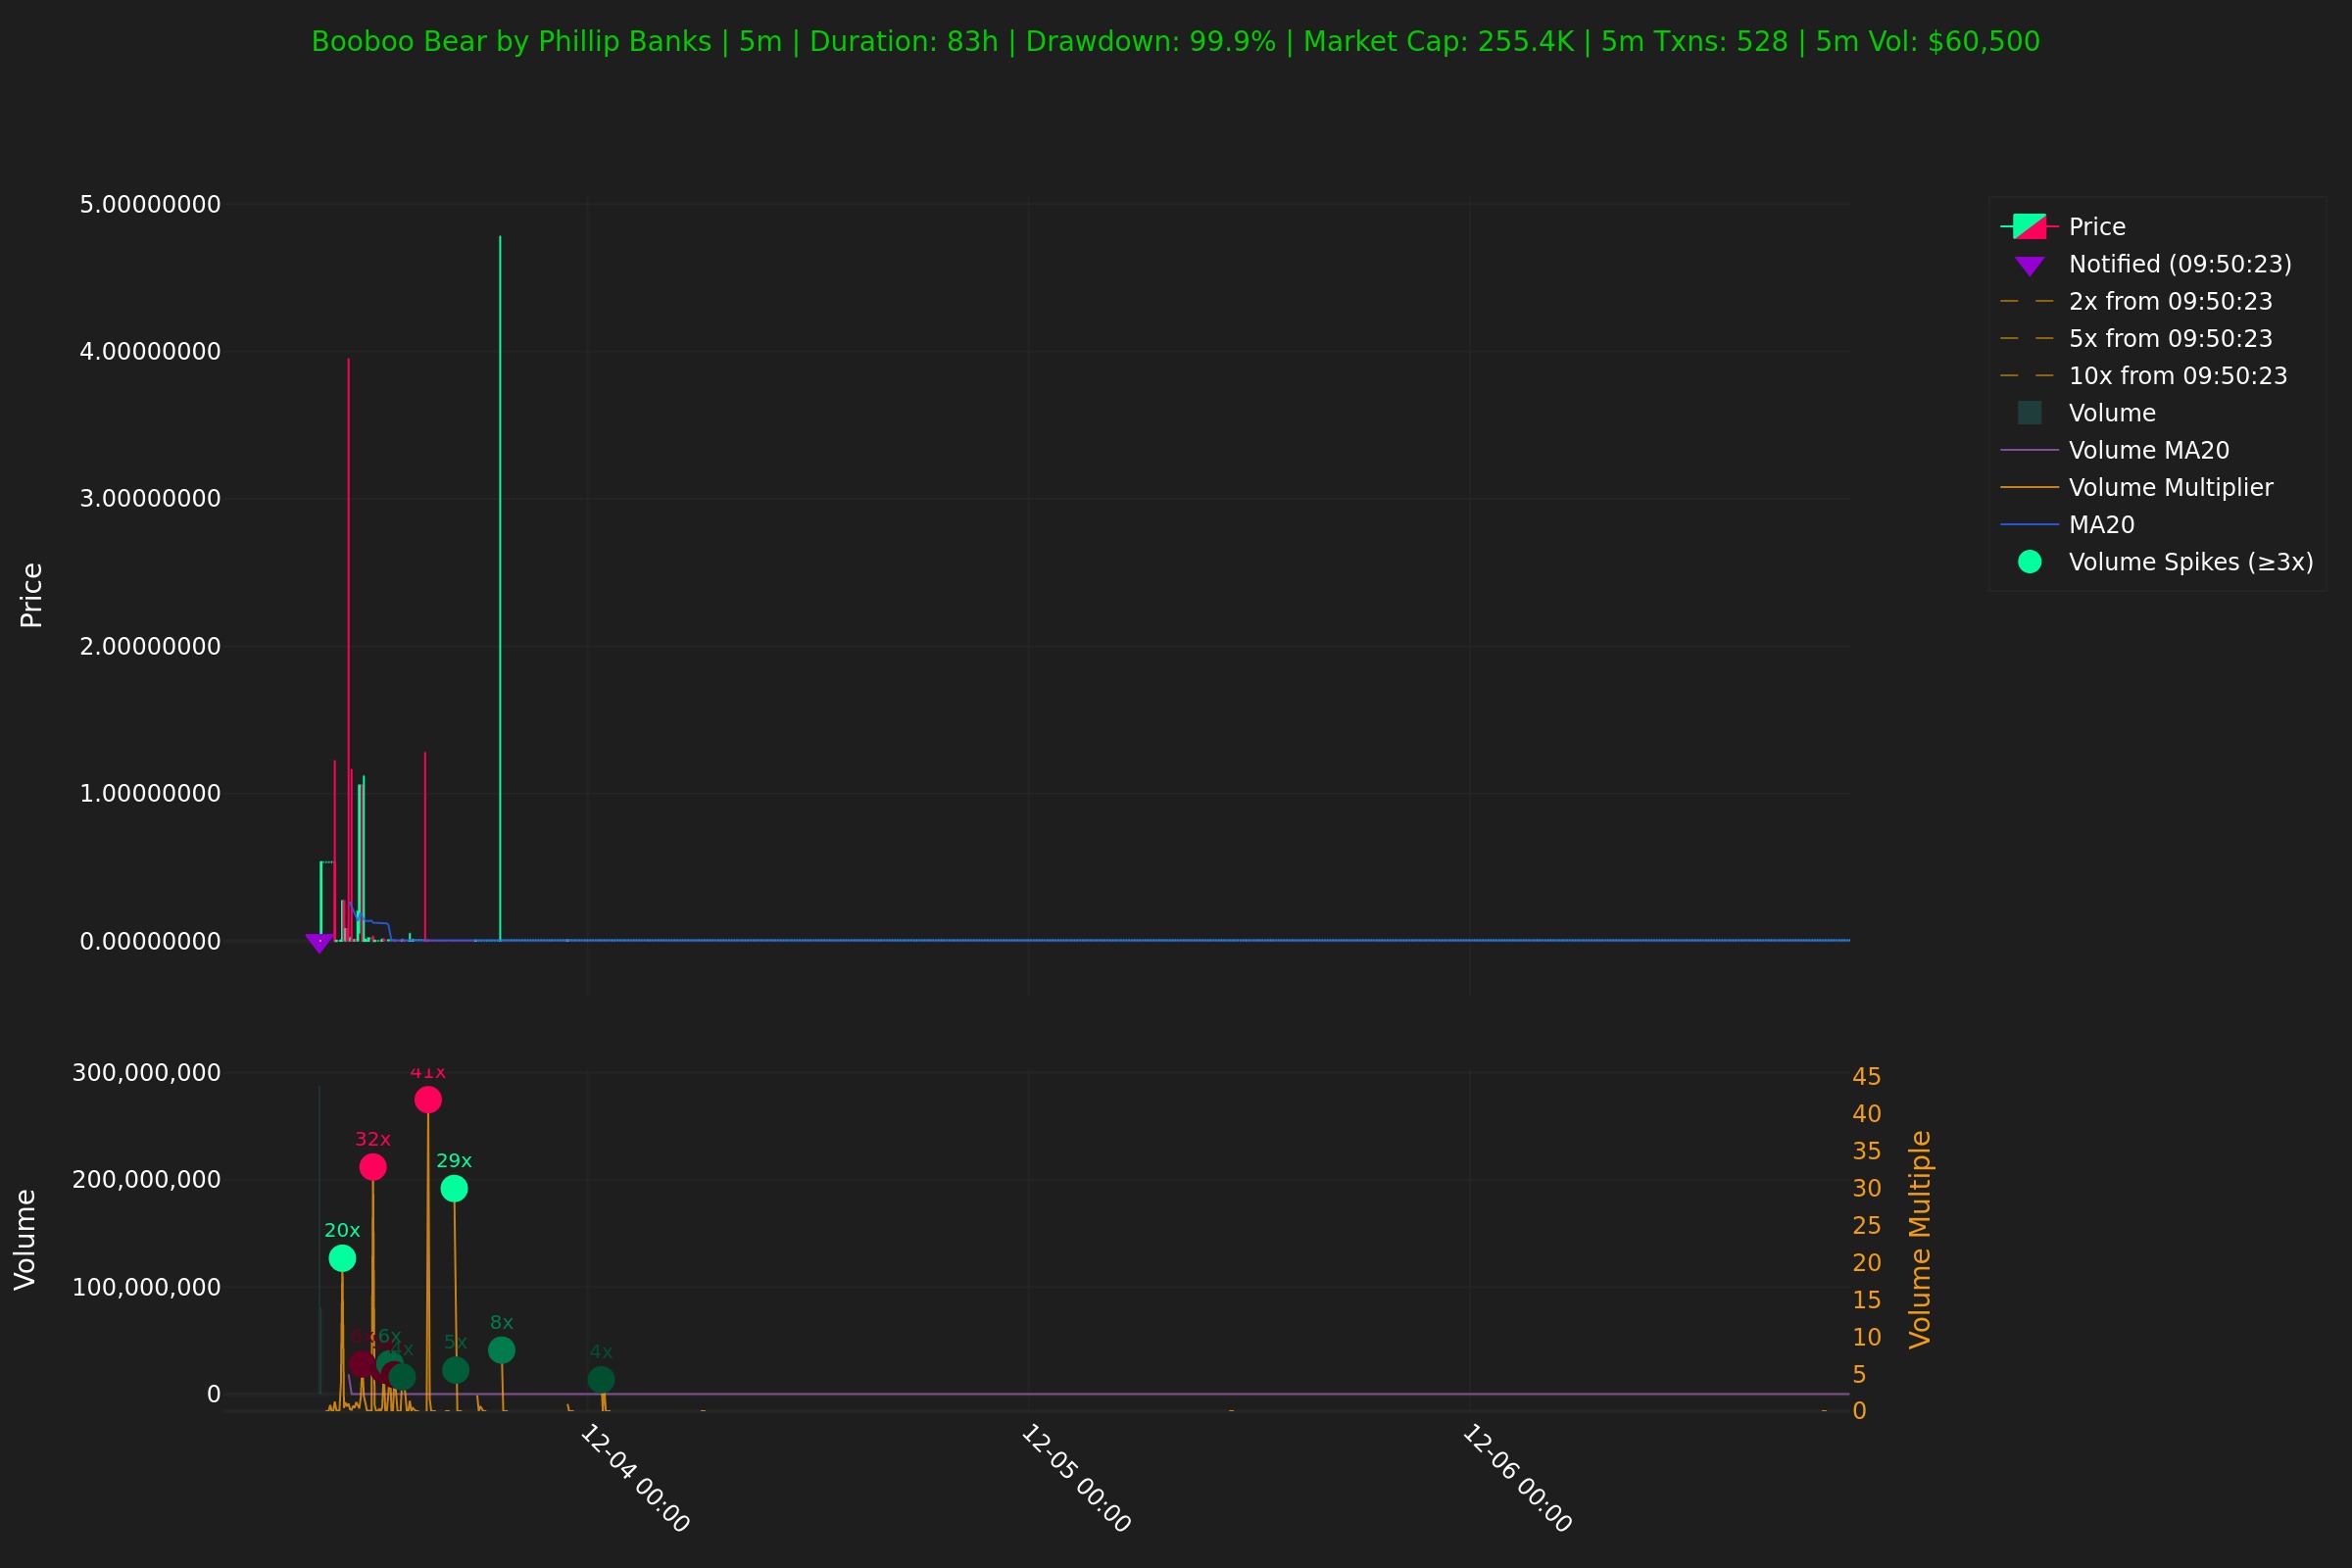 Booboo Bear by Phillip Banks | 5m | Duration: 83h | Drawdown: 99.9% | Market Cap: 255.4K | 5m Txns: 528 | 5m Vol: $60,500
Price
5.00000000
4.00000000
3.00000000
2.00000000
1.00000000
0.00000000
Price
Notified (09:50:23)
2x from 09:50:23
5x from 09:50:23
10x from 09:50:23
Volume
Volume MA20
Volume Multiplier
MA20
Volume Spikes (≥3x)
Volume
300,000,000
200,000,000
100,000,000
0
41x
32x
29x
20x
6x
4x
5x
8x
4x
45
40
35
30
25
20
15
10
5
0
Volume Multiple
12-04 00:00
12-05 00:00
12-06 00:00